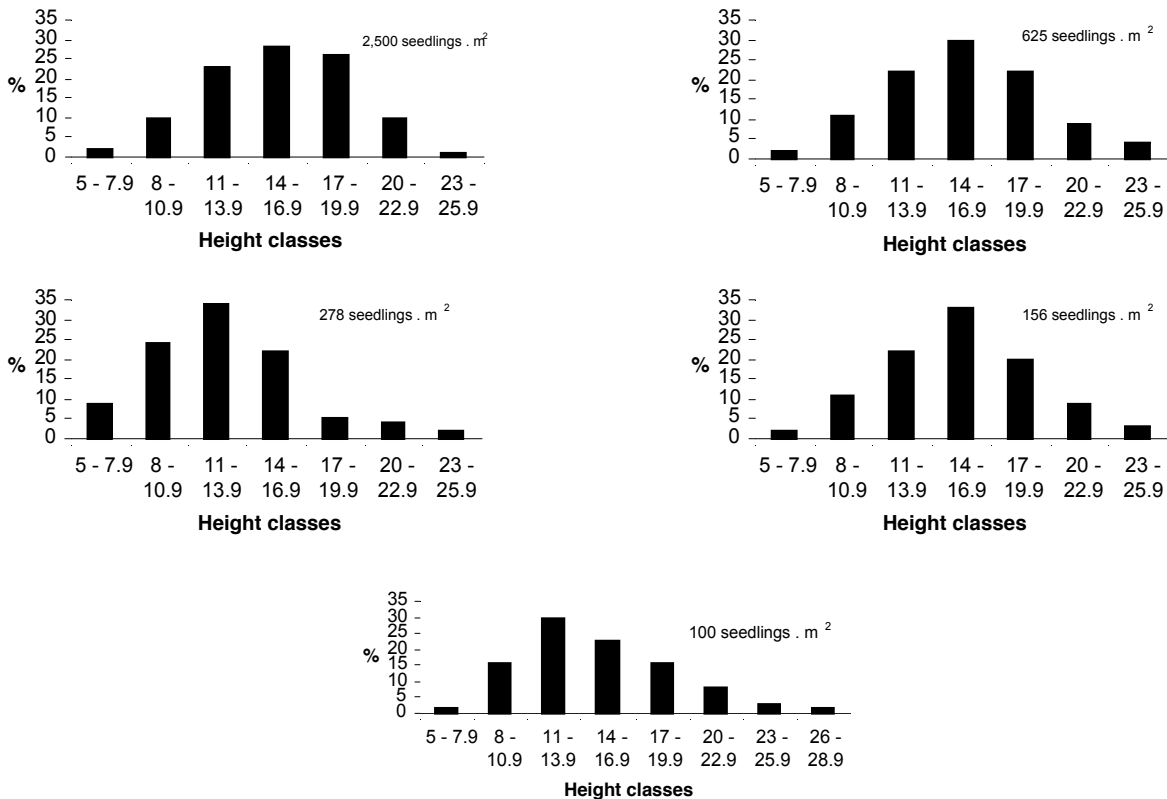 35
30
25
20
15
10
5
0
%
2,500 seedlings . m²
5 - 7.9 8 - 11 - 14 - 17 - 20 - 23 -
10.9 13.9 16.9 19.9 22.9 25.9
Height classes
35
30
25
20
15
10
5
0
%
625 seedlings . m ²
5 - 7.9 8 - 11 - 14 - 17 - 20 - 23 -
10.9 13.9 16.9 19.9 22.9 25.9
Height classes
35
30
25
20
15
10
5
0
%
278 seedlings . m ²
5 - 7.9 8 - 11 - 14 - 17 - 20 - 23 -
10.9 13.9 16.9 19.9 22.9 25.9
Height classes
35
30
25
20
15
10
5
0
%
156 seedlings . m ²
5 - 7.9 8 - 11 - 14 - 17 - 20 - 23 -
10.9 13.9 16.9 19.9 22.9 25.9
Height classes
35
30
25
20
15
10
5
0
%
100 seedlings . m ²
5 - 7.9 8 - 11 - 14 - 17 - 20 - 23 - 26 -
10.9 13.9 16.9 19.9 22.9 25.9 28.9
Height classes